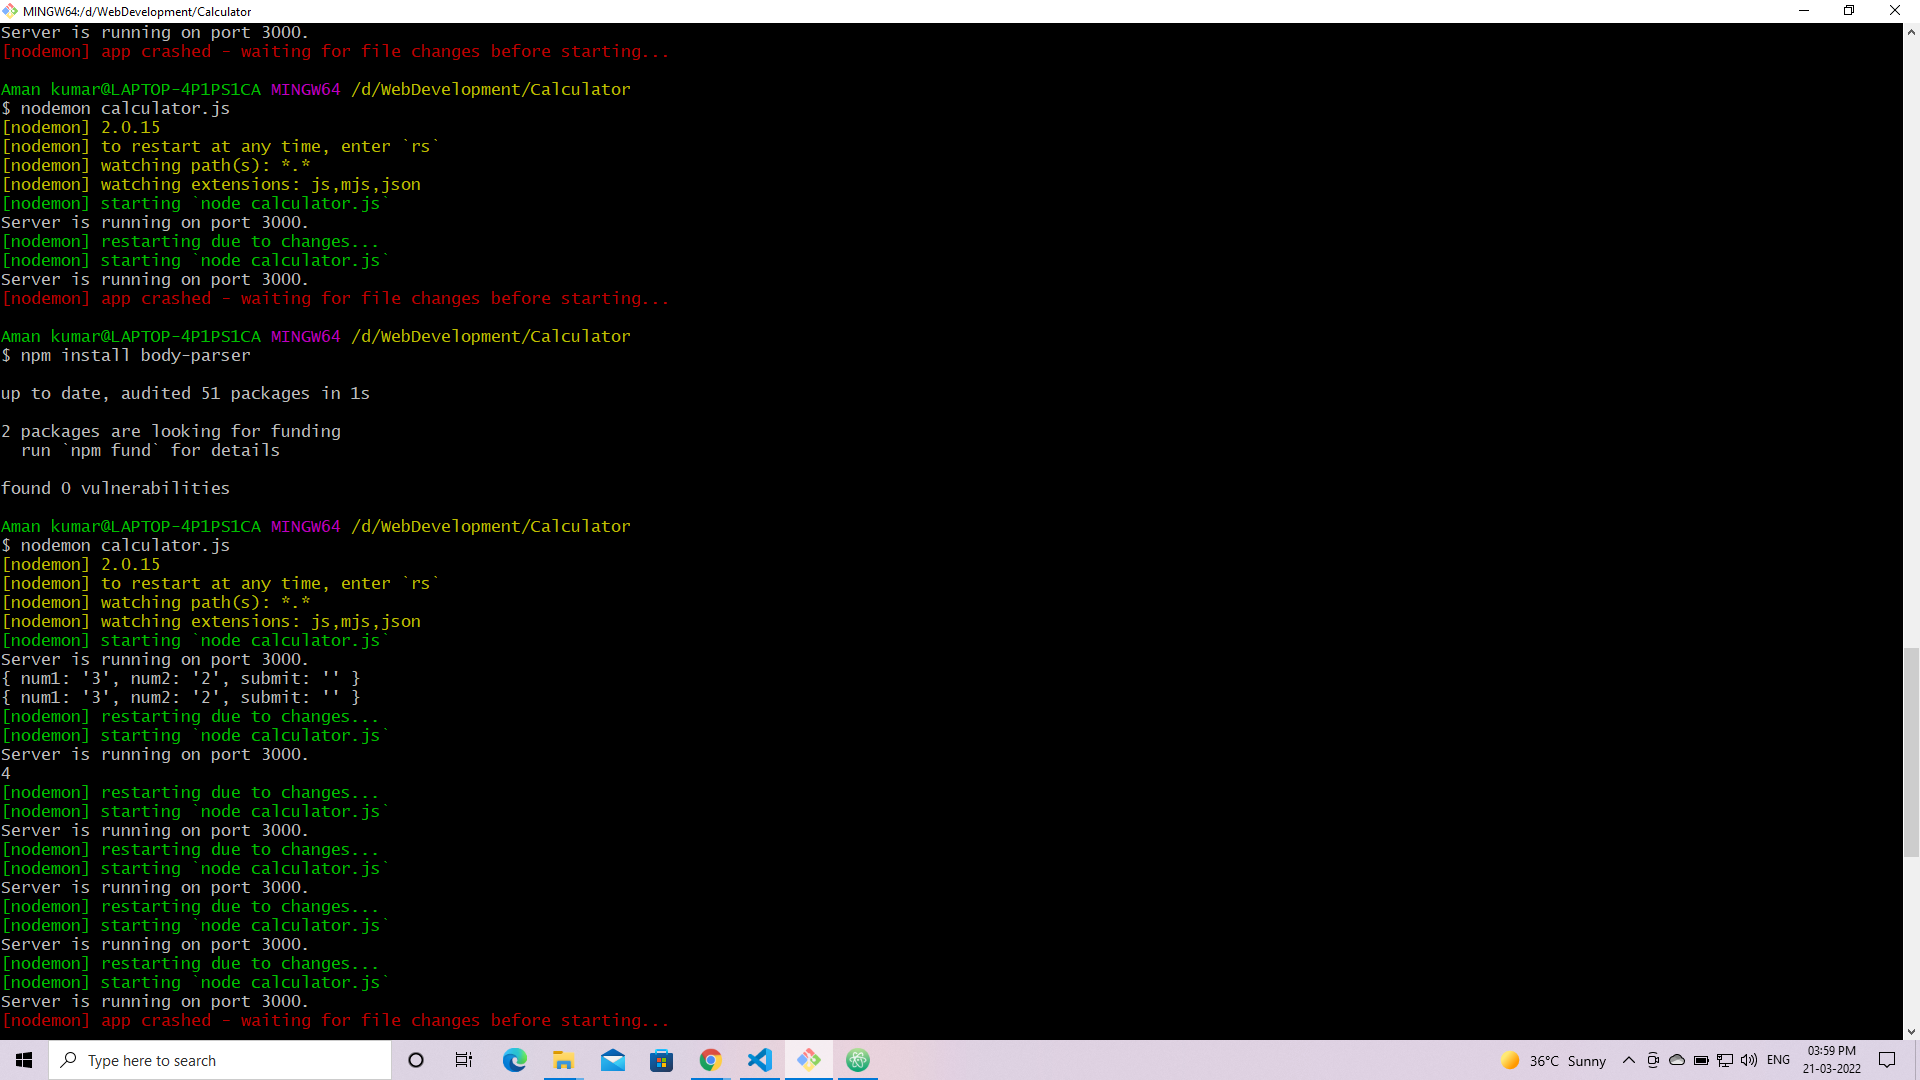 MINGW64:/d/WebDevelopment/Calculator
Server is running on port 3000.
[nodemon] app crashed - waiting for file changes before starting...
Aman kumar@LAPTOP-4P1PS1CA MINGW64 /d/WebDevelopment/Calculator
$ nodemon calculator.js
[nodemon] 2.0.15
[nodemon] to restart at any time, enter `rs`
[nodemon] watching path(s): *.*
[nodemon] watching extensions: js,mjs,json
[nodemon] starting `node calculator.js`
Server is running on port 3000.
[nodemon] restarting due to changes...
[nodemon] starting `node calculator.js`
Server is running on port 3000.
[nodemon] app crashed - waiting for file changes before starting...
Aman kumar@LAPTOP-4P1PS1CA MINGW64 /d/WebDevelopment/Calculator
$ npm install body-parser
up to date, audited 51 packages in 1s
2 packages are looking for funding
  run `npm fund` for details
found 0 vulnerabilities
Aman kumar@LAPTOP-4P1PS1CA MINGW64 /d/WebDevelopment/Calculator
$ nodemon calculator.js
[nodemon] 2.0.15
[nodemon] to restart at any time, enter `rs`
[nodemon] watching path(s): *.*
[nodemon] watching extensions: js,mjs,json
[nodemon] starting `node calculator.js`
Server is running on port 3000.
{ num1: '3', num2: '2', submit: '' }
{ num1: '3', num2: '2', submit: '' }
[nodemon] restarting due to changes...
[nodemon] starting `node calculator.js`
Server is running on port 3000.
4
[nodemon] restarting due to changes...
[nodemon] starting `node calculator.js`
Server is running on port 3000.
[nodemon] restarting due to changes...
[nodemon] starting `node calculator.js`
Server is running on port 3000.
[nodemon] restarting due to changes...
[nodemon] starting `node calculator.js`
Server is running on port 3000.
[nodemon] restarting due to changes...
[nodemon] starting `node calculator.js`
Server is running on port 3000.
[nodemon] app crashed - waiting for file changes before starting...
Type here to search
36°C Sunny
ENG
03:59 PM
21-03-2022